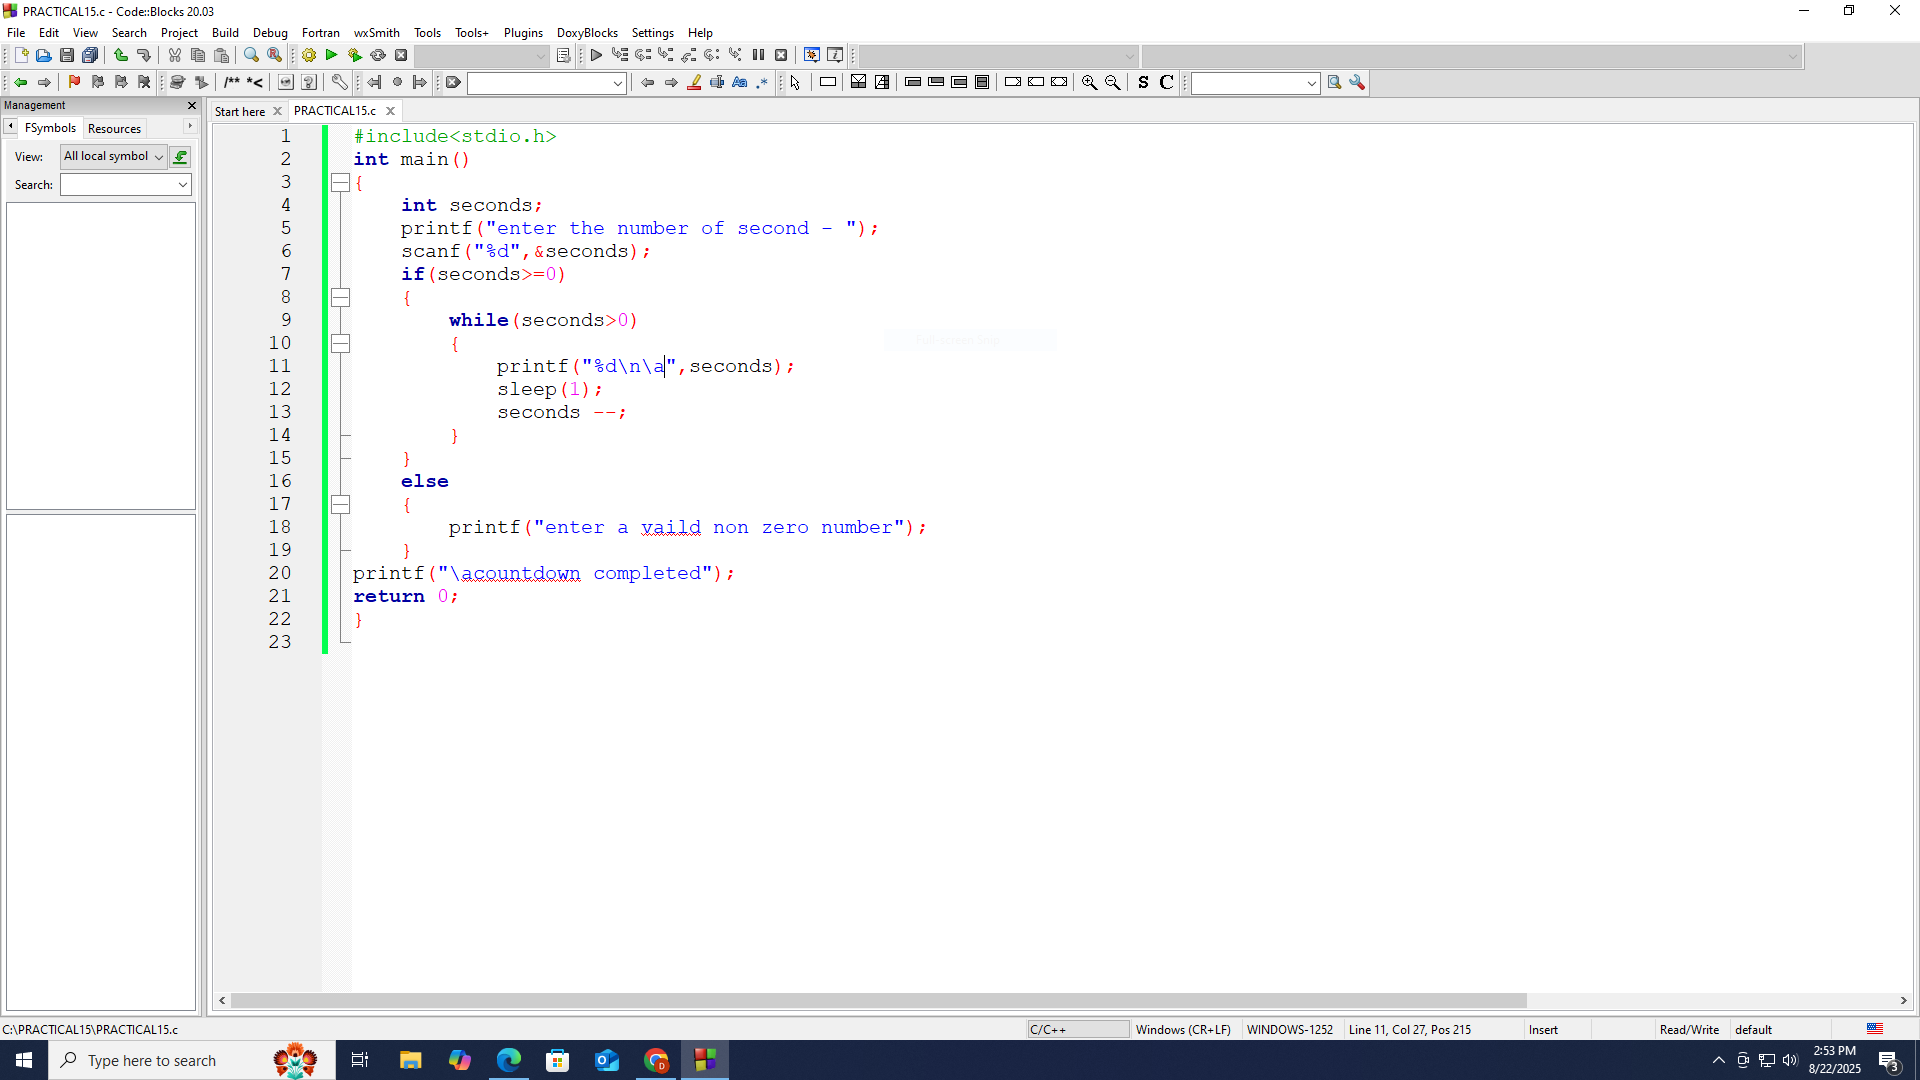 PRACTICAL15.c - Code::Blocks 20.03
File Edit View Search Project Build Debug Fortran wxSmith Tools Tools+ Plugins DoxyBlocks Settings Help
/** *<
Aa .*
S C
Management
Start here PRACTICAL15.c
FSymbols Resources
View: All local symbol
Search:
1 #include<stdio.h>
2 int main()
3 {
4 int seconds;
5 printf("enter the number of second - ");
6 scanf("%d",&seconds);
7 if(seconds>=0)
8 {
9 while(seconds>0)
10 {
11 printf("%d\n\a",seconds);
12 sleep(1);
13 seconds --;
14 }
15 }
16 else
17 {
18 printf("enter a vaild non zero number");
19 }
20 printf("\acountdown completed");
21 return 0;
22 }
23
C:\PRACTICAL15\PRACTICAL15.c C/C++ Windows (CR+LF) WINDOWS-1252 Line 11, Col 27, Pos 215 Insert Read/Write default
Type here to search
2:53 PM
8/22/2025
3